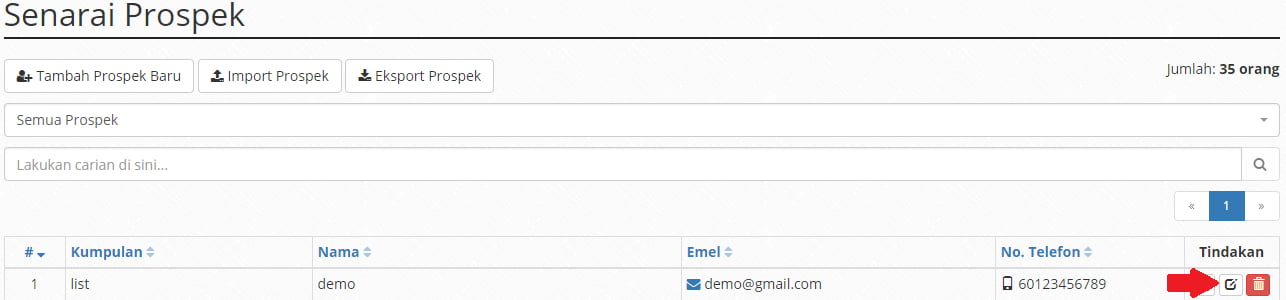 Senarai Prospek
Tambah Prospek Baru Import Prospek Eksport Prospek Jumlah: 35 orang
Semua Prospek
Lakukan carian di sini...
« 1 »
# Kumpulan Nama Emel No. Telefon Tindakan
1 list demo demo@gmail.com 60123456789